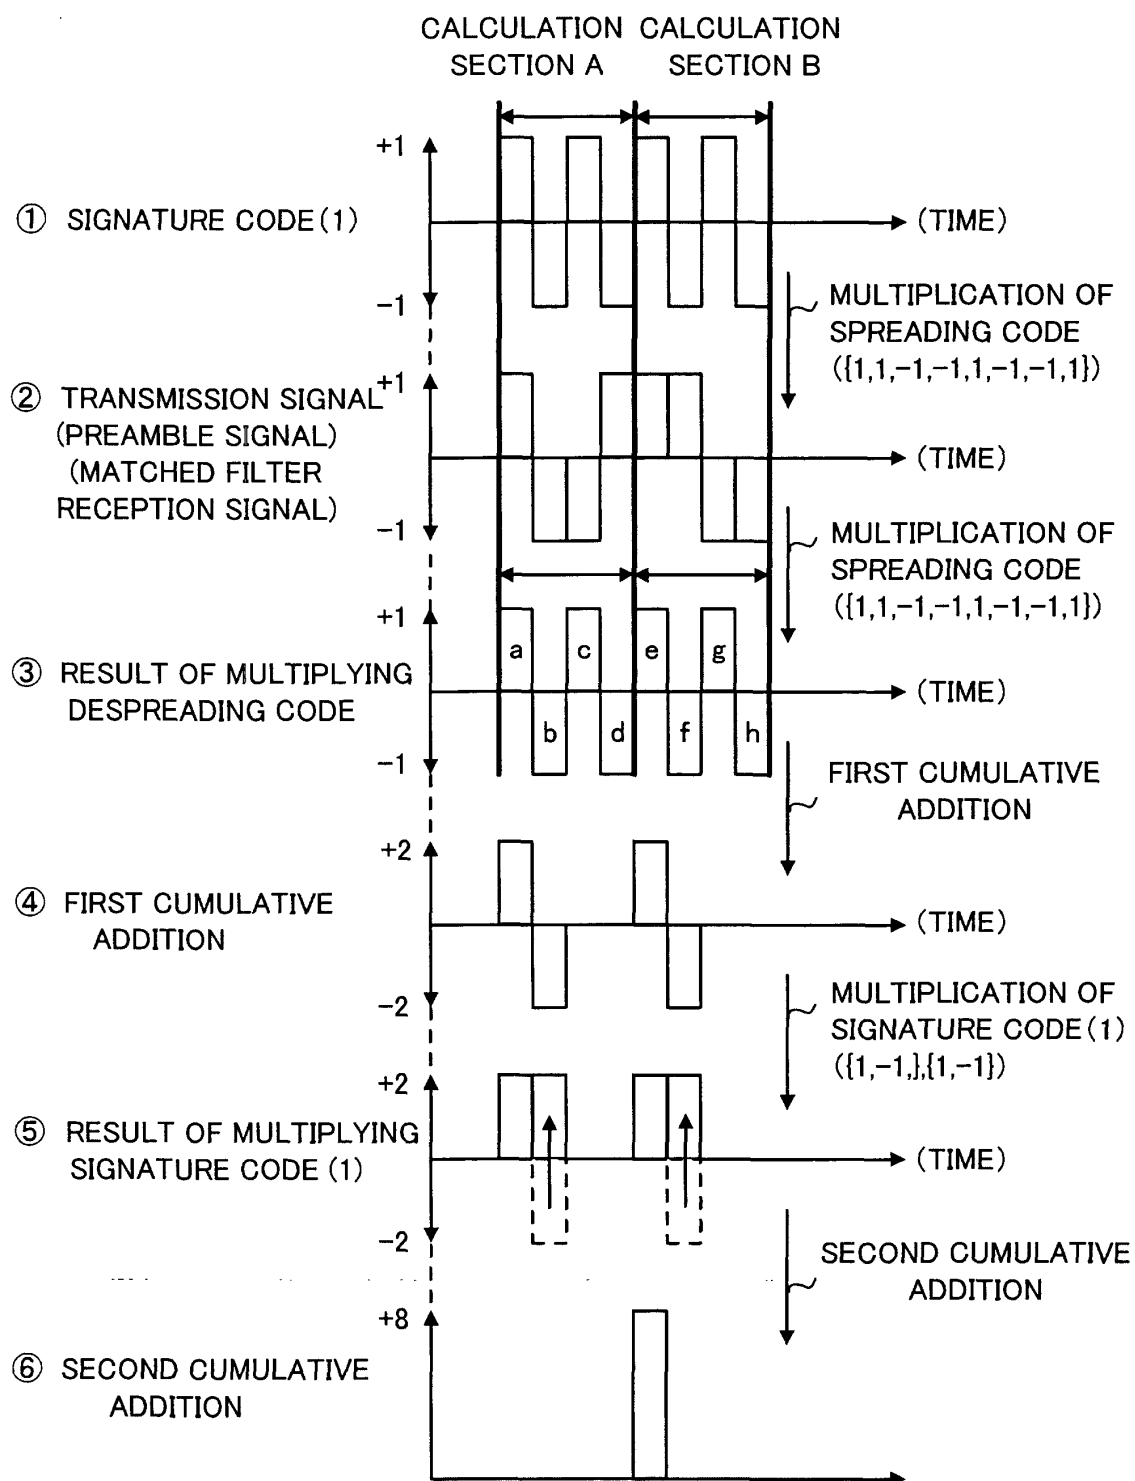 CALCULATION SECTION A
CALCULATION SECTION B
+1
① SIGNATURE CODE(1)
(TIME)
−1
MULTIPLICATION OF
SPREADING CODE
({1,1,−1,−1,1,−1,−1,1})
+1
② TRANSMISSION SIGNAL
(PREAMBLE SIGNAL)
(MATCHED FILTER
RECEPTION SIGNAL)
(TIME)
−1
MULTIPLICATION OF
SPREADING CODE
({1,1,−1,−1,1,−1,−1,1})
+1
a c e g
③ RESULT OF MULTIPLYING
DESPREADING CODE
(TIME)
b d f h
−1
FIRST CUMULATIVE
ADDITION
+2
④ FIRST CUMULATIVE
ADDITION
(TIME)
−2
MULTIPLICATION OF
SIGNATURE CODE(1)
({1,−1,},{1,−1})
+2
⑤ RESULT OF MULTIPLYING
SIGNATURE CODE (1)
(TIME)
−2
SECOND CUMULATIVE
ADDITION
+8
⑥ SECOND CUMULATIVE
ADDITION